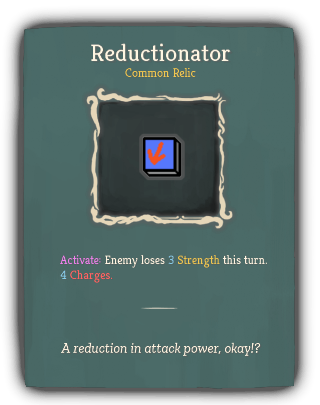 Reductionator
Common Relic
Activate: Enemy loses 3 Strength this turn.
4 Charges.
A reduction in attack power, okay!?